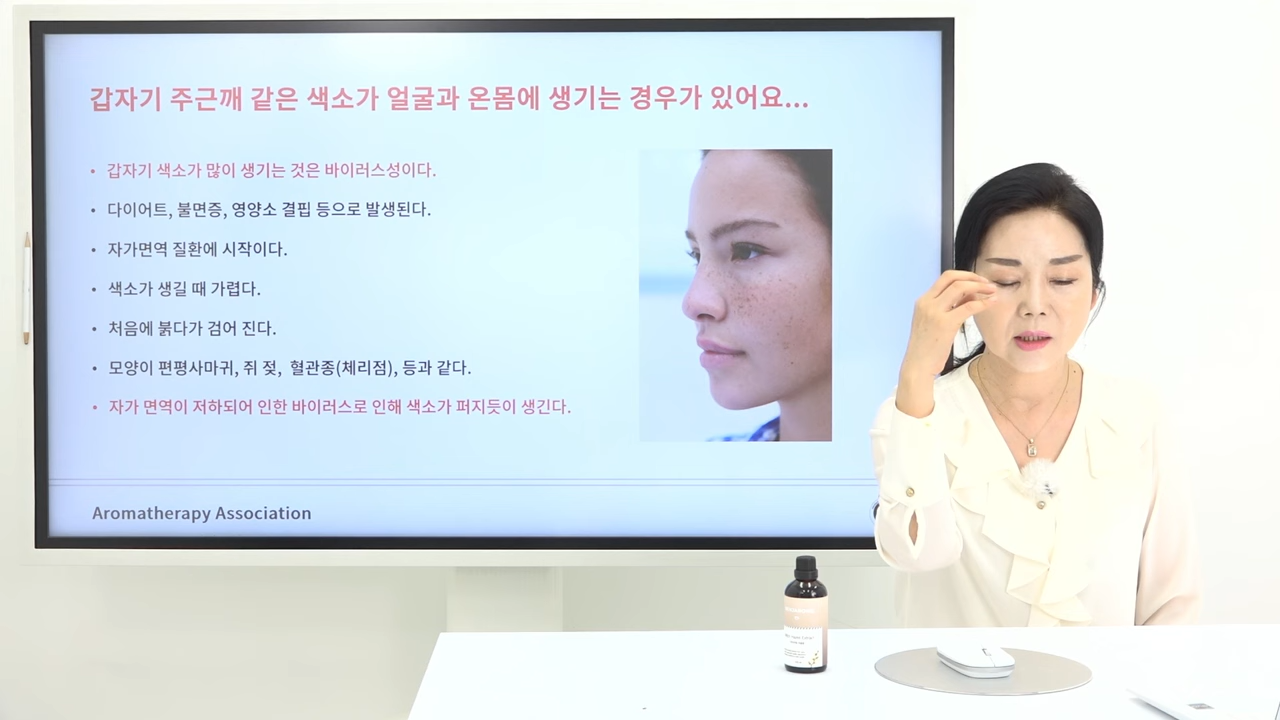 갑자기 주근깨 같은 색소가 얼굴과 온몸에 생기는 경우가 있어요...
• 갑자기 색소가 많이 생기는 것은 바이러스성이다.
• 다이어트, 불면증, 영양소 결핍 등으로 발생된다.
• 자가면역 질환에 시작이다.
• 색소가 생길 때 가렵다.
• 처음에 붉다가 검어 진다.
• 모양이 편평사마귀, 쥐 젖, 혈관종(체리점), 등과 같다.
• 자가 면역이 저하되어 인한 바이러스로 인해 색소가 퍼지듯이 생긴다.
Aromatherapy Association